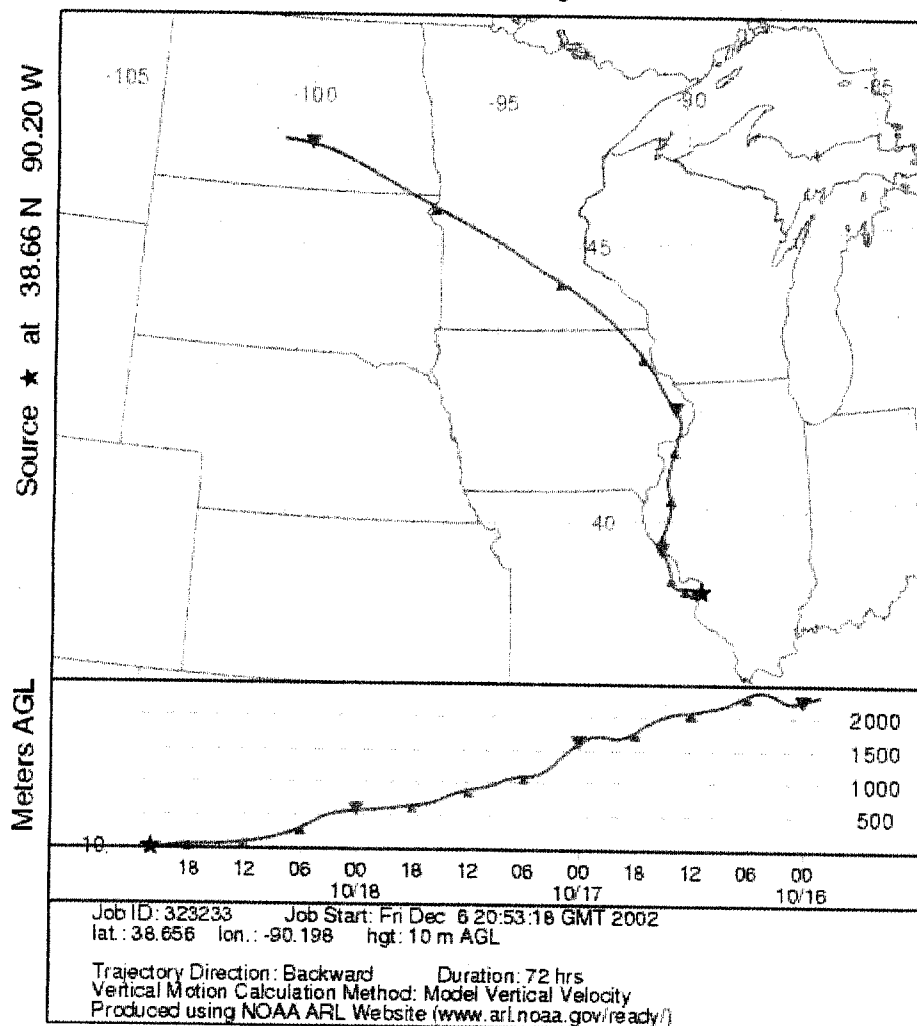 -105
-100
-95
-90
-85
45
40
Source ★ at 38.66 N 90.20 W
Meters AGL
2000
1500
1000
500
10
18 12 06 00 18 12 06 00 18 12 06 00
10/18 10/17 10/16
Job ID: 323233 Job Start: Fri Dec 6 20:53:18 GMT 2002
lat.: 38.656 lon.: -90.198 hgt: 10 m AGL
Trajectory Direction: Backward Duration: 72 hrs
Vertical Motion Calculation Method: Model Vertical Velocity
Produced using NOAA ARL Website (www.arl.noaa.gov/ready/)